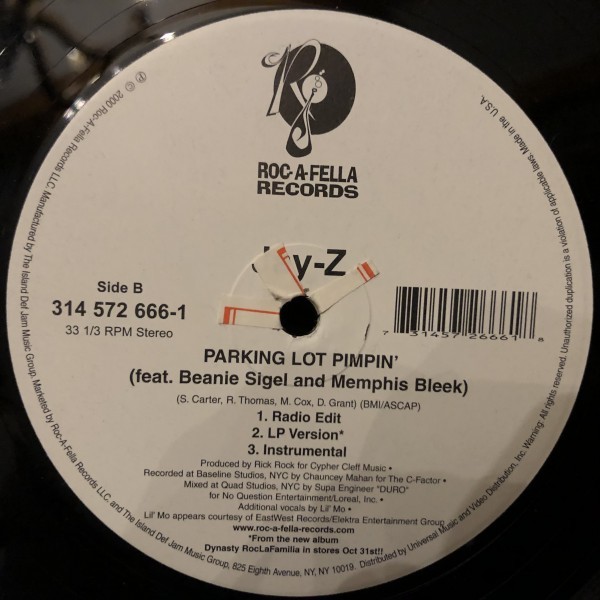 ROC-A-FELLA
RECORDS
Jay-Z
Side B
314 572 666-1
33 1/3 RPM Stereo
7 31457-26661 8
PARKING LOT PIMPIN'
(feat. Beanie Sigel and Memphis Bleek)
(S. Carter, R. Thomas, M. Cox, D. Grant) (BMI/ASCAP)
1. Radio Edit
2. LP Version*
3. Instrumental
Produced by Rick Rock for Cypher Cleff Music •
Recorded at Baseline Studios, NYC by Chauncey Mahan for The C-Factor •
Mixed at Quad Studios, NYC by Supa Engineer "DURO"
for No Question Entertainment/Loreal, Inc. •
Additional vocals by Lil' Mo •
Lil' Mo appears courtesy of EastWest Records/Elektra Entertainment Group
www.roc-a-fella-records.com
*From the new album
Dynasty RocLaFamilia in stores Oct 31st!!
℗ © 2000 Roc-A-Fella Records LLC. Manufactured by The Island Def Jam Music Group. Marketed by Roc-A-Fella Records LLC. and The Island Def Jam Music Group, 825 Eighth Avenue, NY, NY 10019. Distributed by Universal Music and Video Distribution, Inc. Warning: All rights reserved. Unauthorized duplication is a violation of applicable laws. Made in the U.S.A.